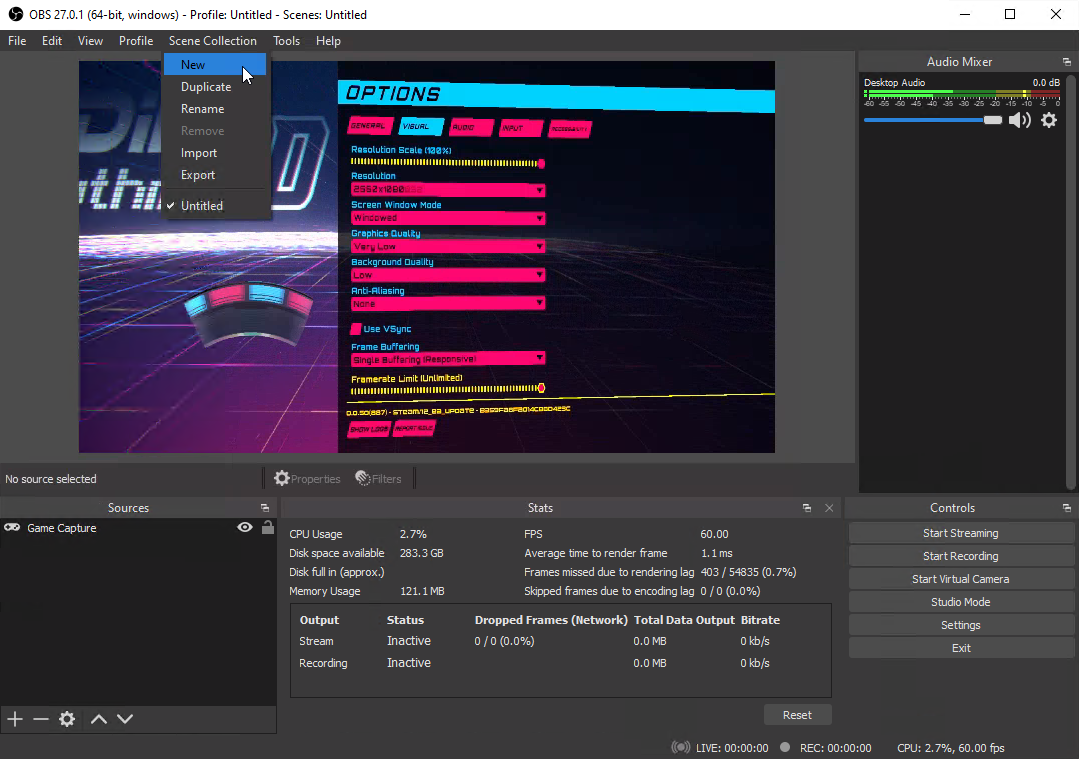 OBS 27.0.1 (64-bit, windows) - Profile: Untitled - Scenes: Untitled
File Edit View Profile Scene Collection Tools Help
New
Duplicate
Rename
Remove
Import
Export
Untitled
OPTIONS
GENERAL VISUAL AUDIO INPUT ACCESSIBILITY
Resolution Scale (100%)
Resolution
Screen Window Mode
Windowed
Graphics Quality
Very Low
Background Quality
Low
Anti-Aliasing
None
Use VSync
Frame Buffering
Single Buffering (Responsive)
Framerate Limit (Unlimited)
SHOW LOGS
Audio Mixer
Desktop Audio 0.0 dB
-60 -55 -50 -45 -40 -35 -30 -25 -20 -15 -10 -5 0
No source selected
Properties Filters
Sources
Game Capture
Stats
CPU Usage 2.7% FPS 60.00
Disk space available 283.3 GB Average time to render frame 1.1 ms
Disk full in (approx.) Frames missed due to rendering lag 403 / 54835 (0.7%)
Memory Usage 121.1 MB Skipped frames due to encoding lag 0 / 0 (0.0%)
Output Status Dropped Frames (Network) Total Data Output Bitrate
Stream Inactive 0 / 0 (0.0%) 0.0 MB 0 kb/s
Recording Inactive 0.0 MB 0 kb/s
Reset
Controls
Start Streaming
Start Recording
Start Virtual Camera
Studio Mode
Settings
Exit
LIVE: 00:00:00 REC: 00:00:00 CPU: 2.7%, 60.00 fps